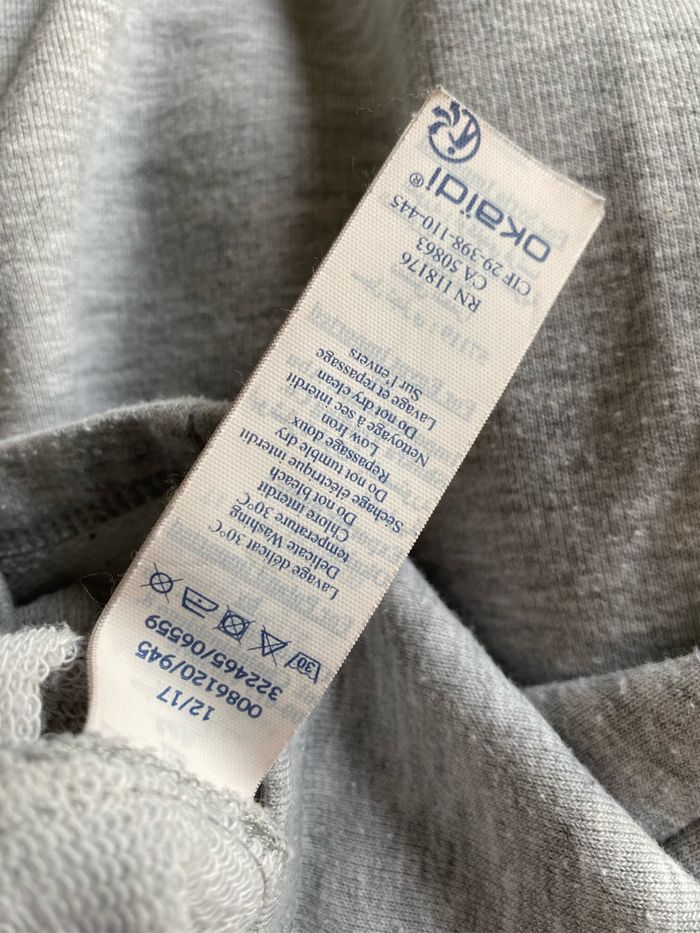 12/17
0086120/945
322465/06559
30
Lavage délicat 30°C
Delicate Washing
temperature 30°C
Chlore interdit
Do not bleach
Séchage électrique interdit
Do not tumble dry
Repassage doux
Low Iron
Nettoyage à sec interdit
Do not dry clean
Lavage et repassage
Sur l'envers
RN 118176
CA 50863
CIF 29-398-110-445
okaïdi®